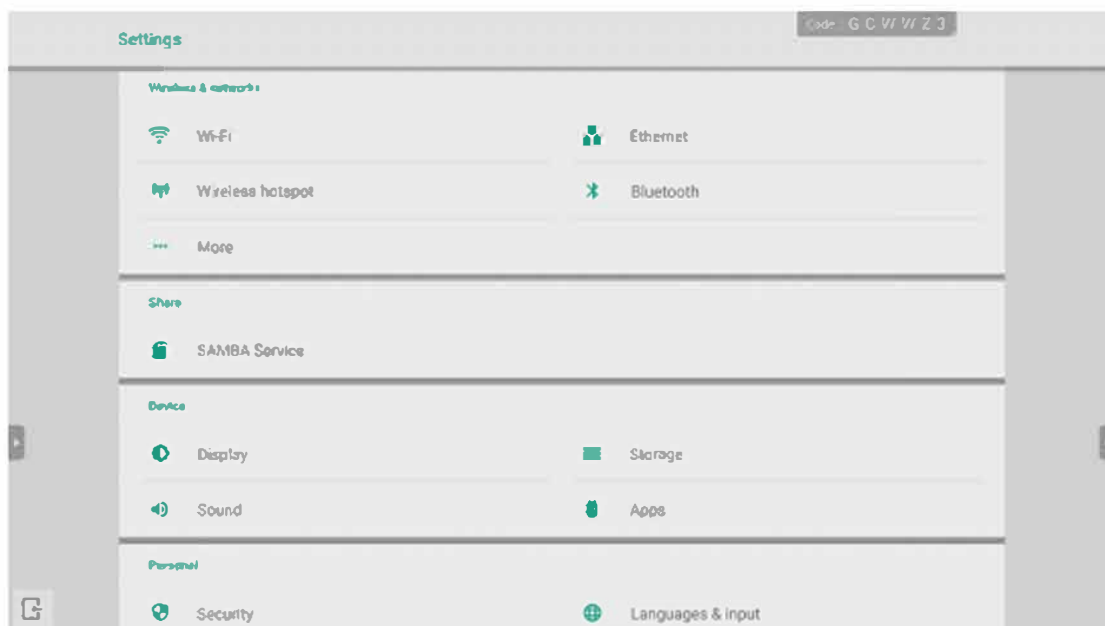 Settings
Code: G C W W Z 3
Wireless & networks
Wi-Fi
Ethernet
Wireless hotspot
Bluetooth
More
Share
SAMBA Service
Device
Display
Storage
Sound
Apps
Personal
Security
Languages & input